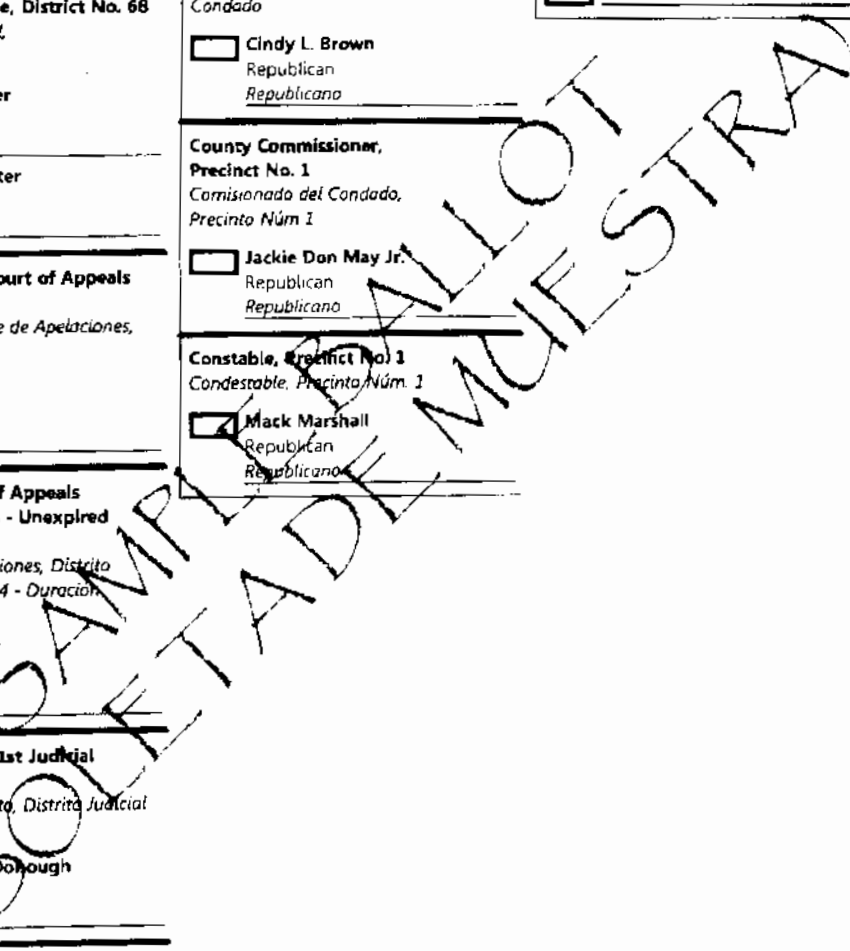 e, District No. 68
er
ter
ourt of Appeals
e de Apelaciones,
f Appeals
- Unexpired
iones, Distrito
4 - Duración
1st Judicial
to, Distrito Judicial
Donough
Condado
Cindy L. Brown
Republican
Republicano
County Commissioner,
Precinct No. 1
Comisionado del Condado,
Precinto Núm 1
Jackie Don May Jr.
Republican
Republicano
Constable, Precinct No. 1
Condestable, Precinto Núm. 1
Mack Marshall
Republican
Republicano
SAMPLE BALLOT
BOLETA DE MUESTRA